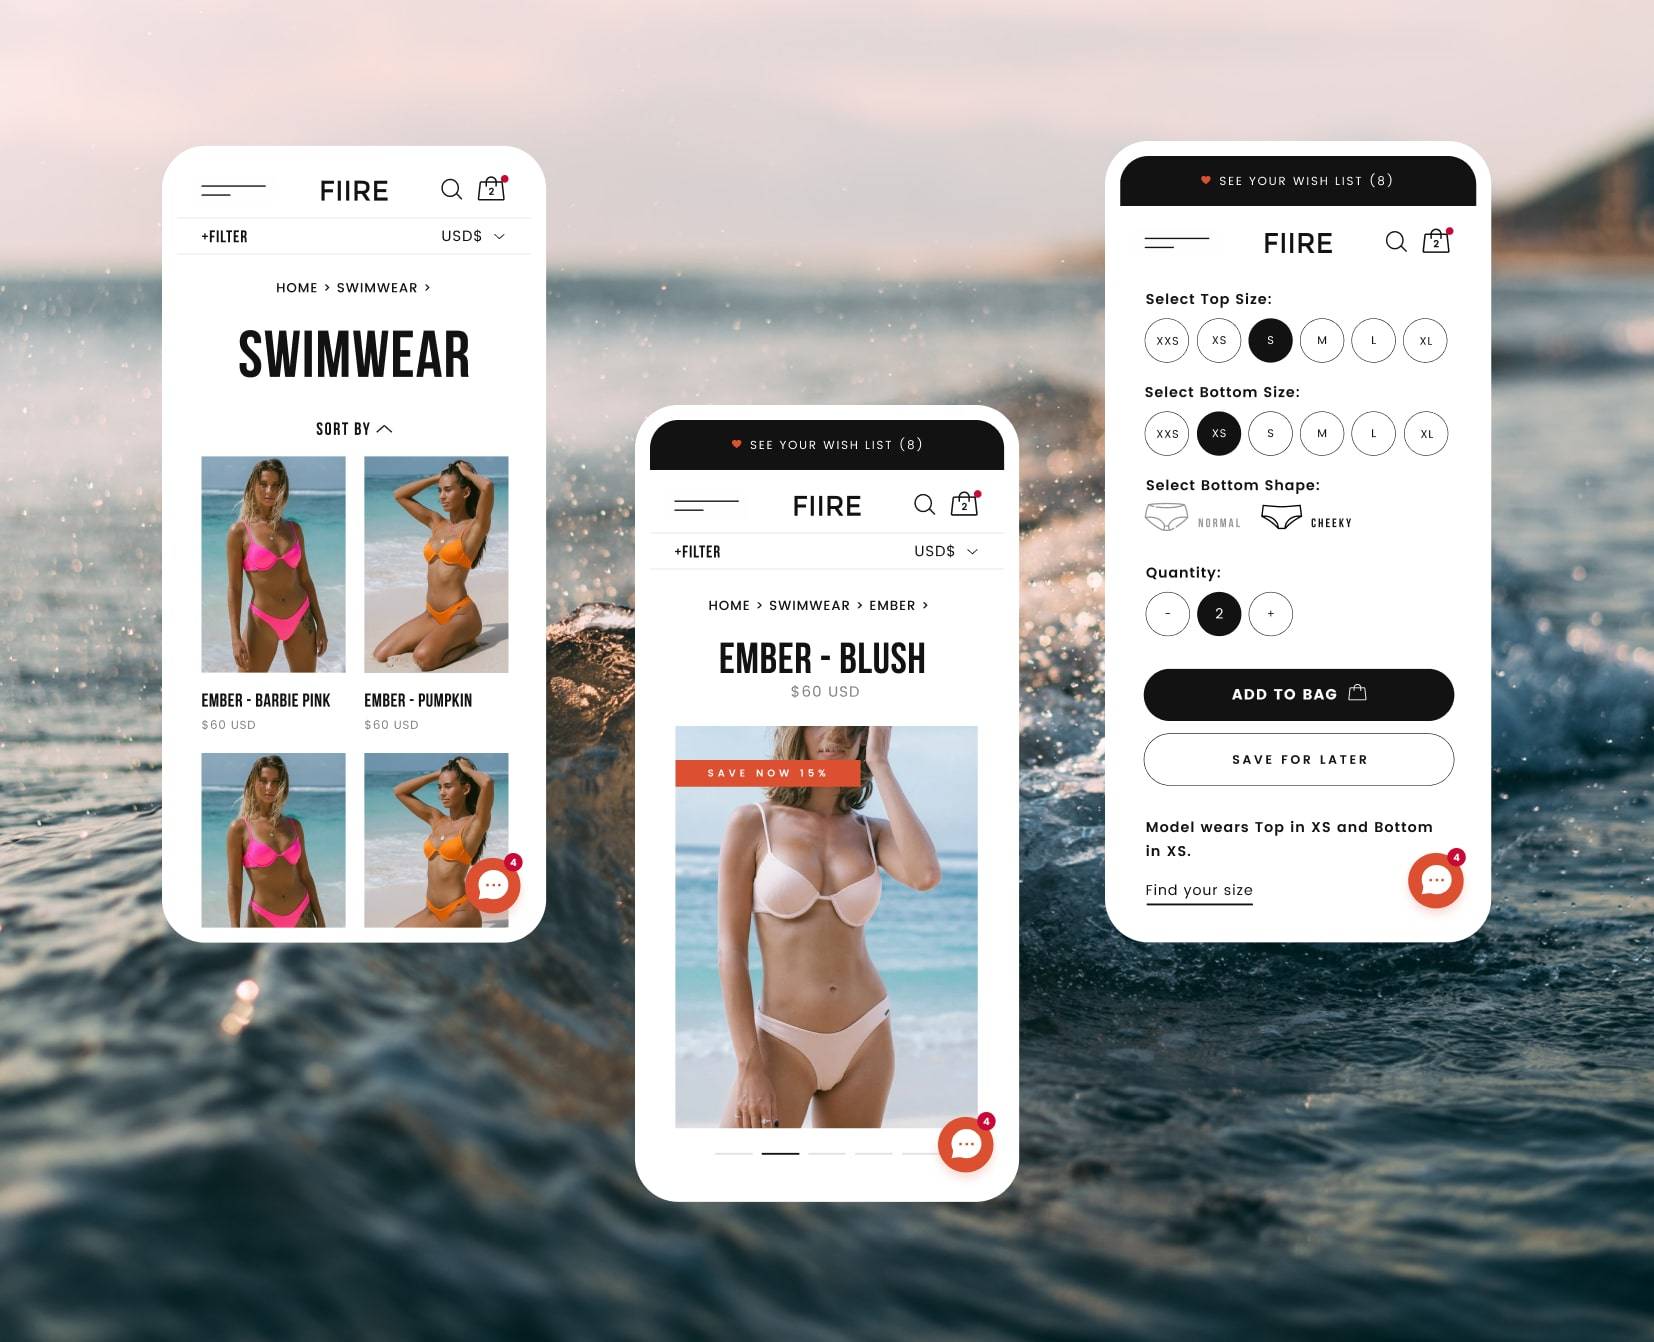 FIIRE
2
+FILTER USD$
HOME > SWIMWEAR >
SWIMWEAR
SORT BY
EMBER - BARBIE PINK
$60 USD
EMBER - PUMPKIN
$60 USD
4
SEE YOUR WISH LIST (8)
FIIRE
2
+FILTER USD$
HOME > SWIMWEAR > EMBER >
EMBER - BLUSH
$60 USD
SAVE NOW 15%
4
SEE YOUR WISH LIST (8)
FIIRE
2
Select Top Size:
XXS XS S M L XL
Select Bottom Size:
XXS XS S M L XL
Select Bottom Shape:
NORMAL CHEEKY
Quantity:
- 2 +
ADD TO BAG
SAVE FOR LATER
Model wears Top in XS and Bottom
in XS.
Find your size
4